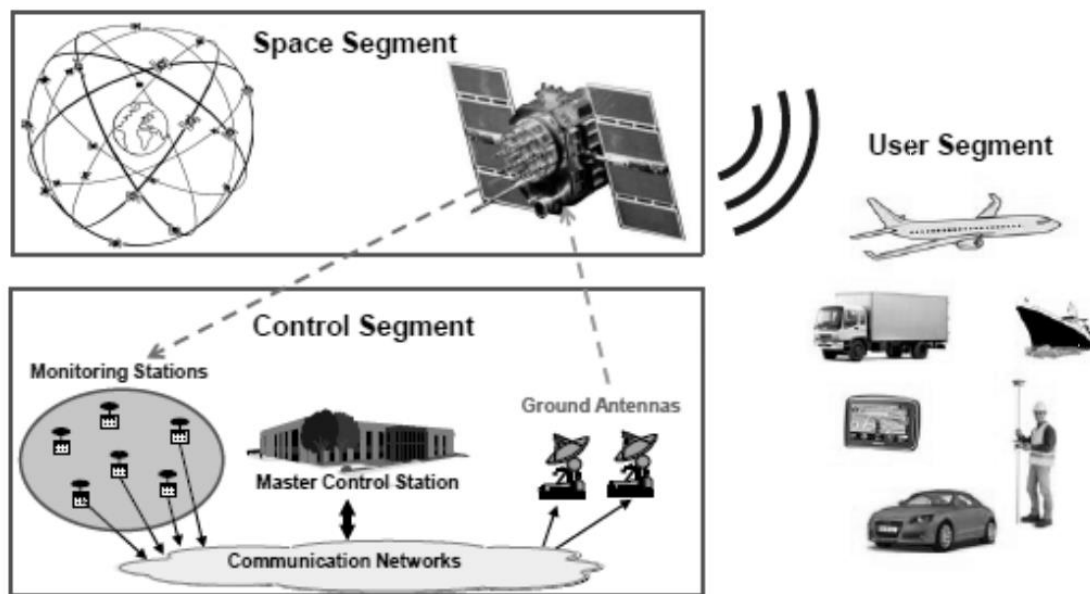 Space Segment
User Segment
Control Segment
Monitoring Stations
Ground Antennas
Master Control Station
Communication Networks